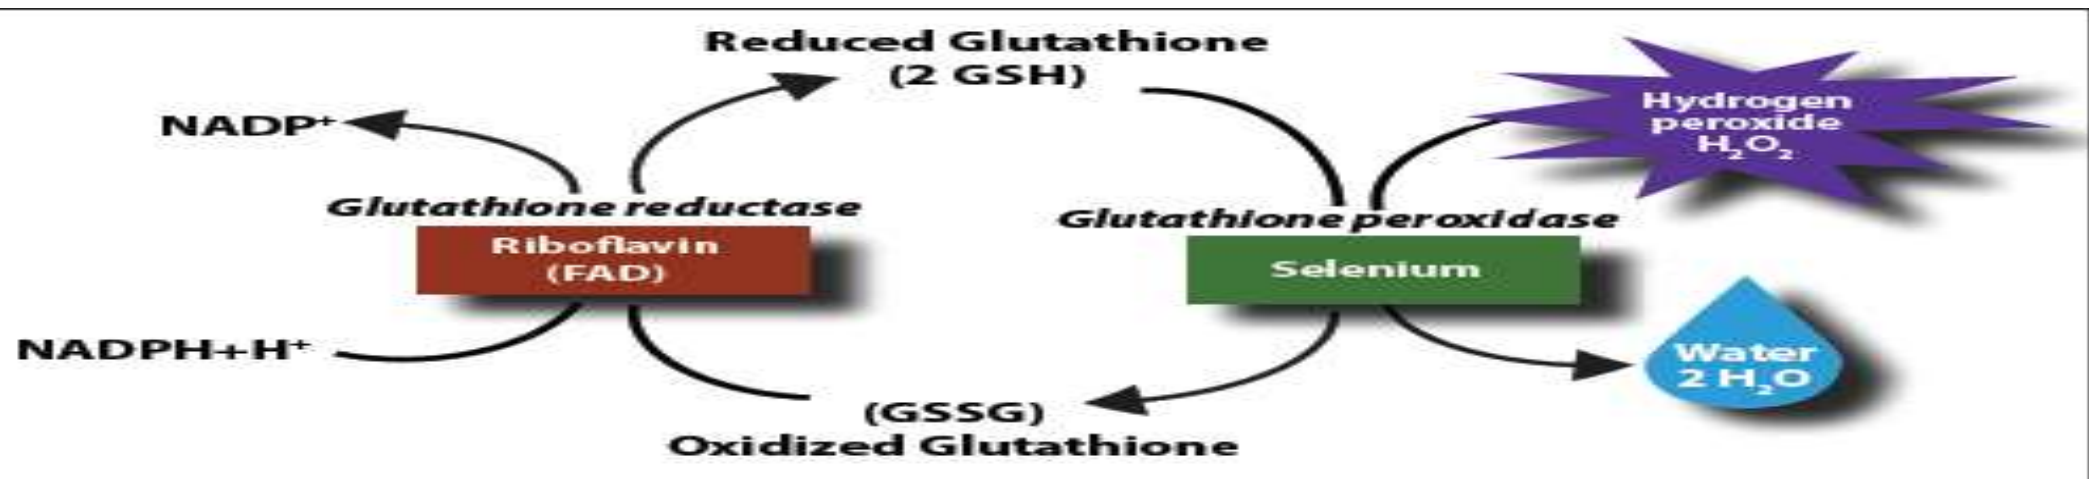 Reduced Glutathione
(2 GSH)
NADP⁺
Hydrogen
peroxide
H₂O₂
Glutathione reductase
Riboflavin
(FAD)
Glutathione peroxidase
Selenium
NADPH+H⁺
Water
2 H₂O
(GSSG)
Oxidized Glutathione